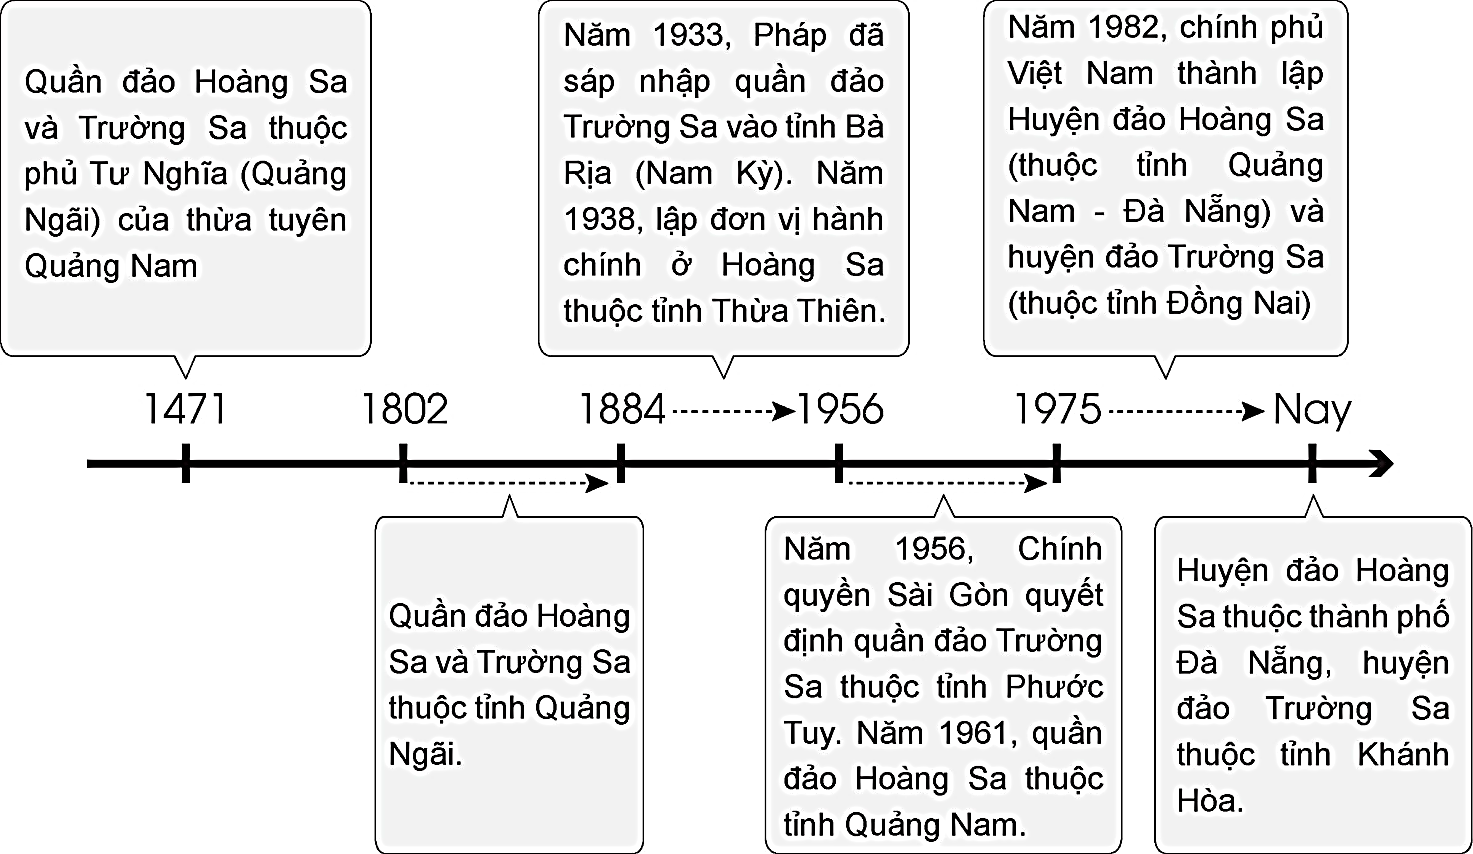 Quần đảo Hoàng Sa
và Trường Sa thuộc
phủ Tư Nghĩa (Quảng
Ngãi) của thừa tuyên
Quảng Nam
Năm 1933, Pháp đã
sáp nhập quần đảo
Trường Sa vào tỉnh Bà
Rịa (Nam Kỳ). Năm
1938, lập đơn vị hành
chính ở Hoàng Sa
thuộc tỉnh Thừa Thiên.
Năm 1982, chính phủ
Việt Nam thành lập
Huyện đảo Hoàng Sa
(thuộc tỉnh Quảng
Nam - Đà Nẵng) và
huyện đảo Trường Sa
(thuộc tỉnh Đồng Nai)
1471 1802 1884 1956 1975 Nay
Quần đảo Hoàng
Sa và Trường Sa
thuộc tỉnh Quảng
Ngãi.
Năm 1956, Chính
quyền Sài Gòn quyết
định quần đảo Trường
Sa thuộc tỉnh Phước
Tuy. Năm 1961, quần
đảo Hoàng Sa thuộc
tỉnh Quảng Nam.
Huyện đảo Hoàng
Sa thuộc thành phố
Đà Nẵng, huyện
đảo Trường Sa
thuộc tỉnh Khánh
Hòa.